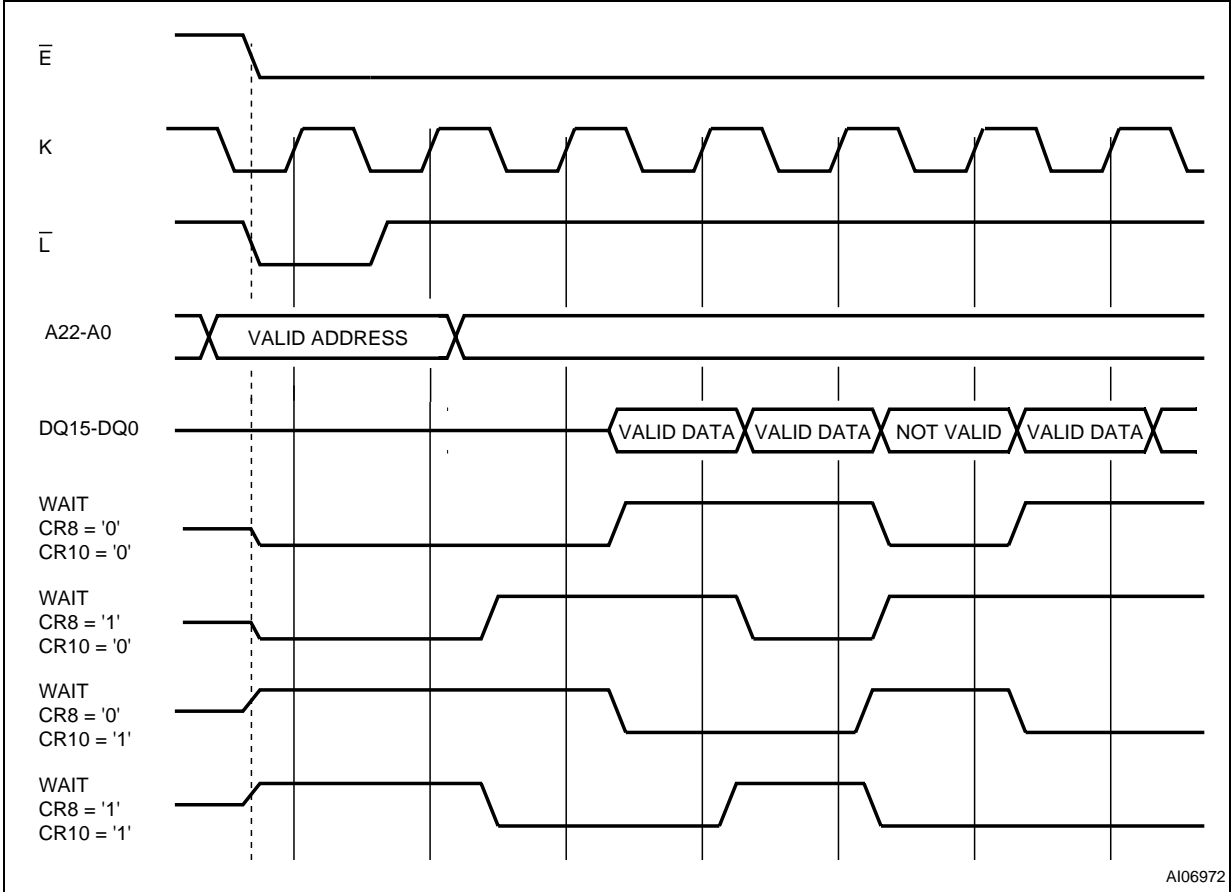 E̅
K
L̅
A22-A0
VALID ADDRESS
DQ15-DQ0
VALID DATA VALID DATA NOT VALID VALID DATA
WAIT
CR8 = '0'
CR10 = '0'
WAIT
CR8 = '1'
CR10 = '0'
WAIT
CR8 = '0'
CR10 = '1'
WAIT
CR8 = '1'
CR10 = '1'
AI06972